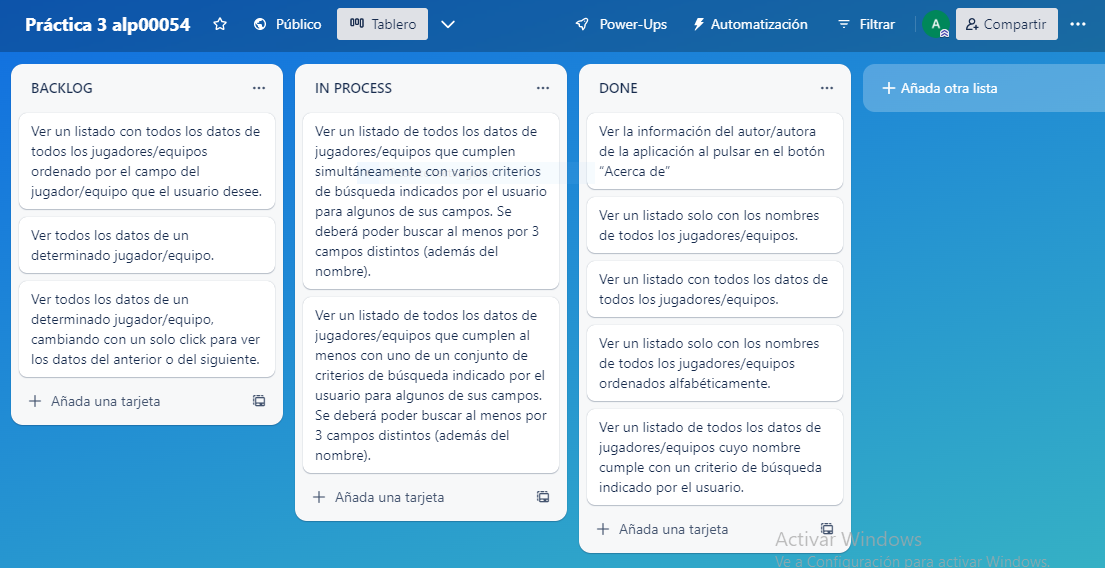 Práctica 3 alp00054
Público
Tablero
Power-Ups
Automatización
Filtrar
A
Compartir
BACKLOG
Ver un listado con todos los datos de
todos los jugadores/equipos
ordenado por el campo del
jugador/equipo que el usuario desee.
Ver todos los datos de un
determinado jugador/equipo.
Ver todos los datos de un
determinado jugador/equipo,
cambiando con un solo click para ver
los datos del anterior o del siguiente.
Añada una tarjeta
IN PROCESS
Ver un listado de todos los datos de
jugadores/equipos que cumplen
simultáneamente con varios criterios
de búsqueda indicados por el usuario
para algunos de sus campos. Se
deberá poder buscar al menos por 3
campos distintos (además del
nombre).
Ver un listado de todos los datos de
jugadores/equipos que cumplen al
menos con uno de un conjunto de
criterios de búsqueda indicado por el
usuario para algunos de sus campos.
Se deberá poder buscar al menos por
3 campos distintos (además del
nombre).
Añada una tarjeta
DONE
Ver la información del autor/autora
de la aplicación al pulsar en el botón
“Acerca de”
Ver un listado solo con los nombres
de todos los jugadores/equipos.
Ver un listado con todos los datos de
todos los jugadores/equipos.
Ver un listado solo con los nombres
de todos los jugadores/equipos
ordenados alfabéticamente.
Ver un listado de todos los datos de
jugadores/equipos cuyo nombre
cumple con un criterio de búsqueda
indicado por el usuario.
Añada una tarjeta
Añada otra lista
Activar Windows
Ve a Configuración para activar Windows.